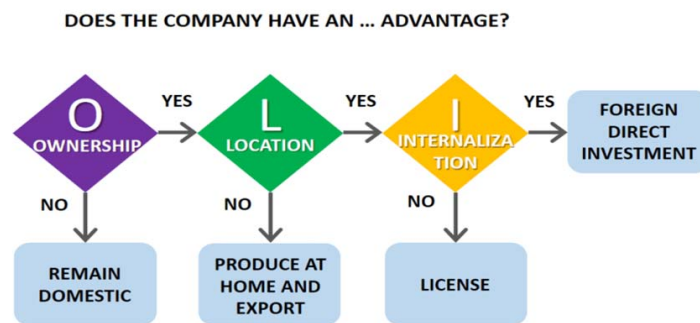 DOES THE COMPANY HAVE AN ... ADVANTAGE?
O
OWNERSHIP
YES
L
LOCATION
YES
I
INTERNALIZA
TION
YES
FOREIGN
DIRECT
INVESTMENT
NO
NO
NO
REMAIN
DOMESTIC
PRODUCE AT
HOME AND
EXPORT
LICENSE